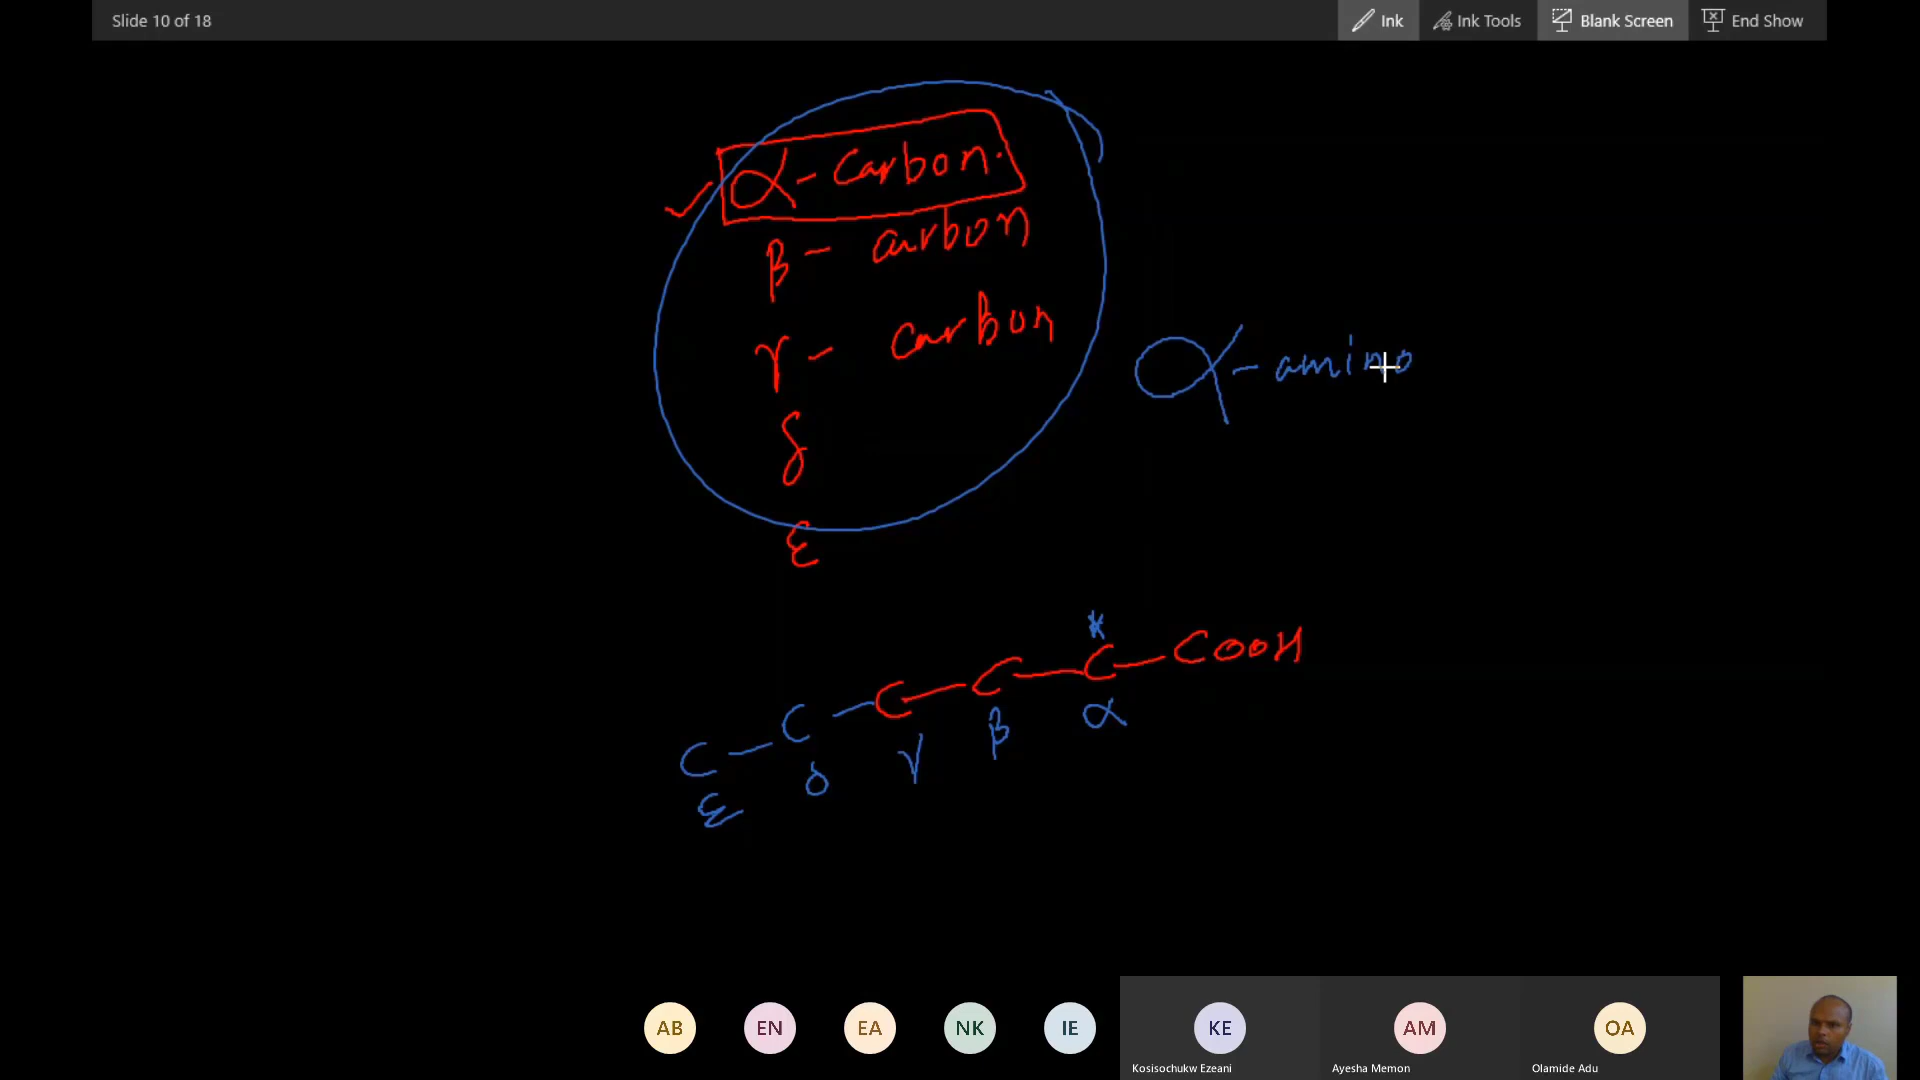 Slide 10 of 18
Ink
Ink Tools
Blank Screen
End Show
α- Carbon.
β - carbon
γ - carbon
δ
ε
α- amino
*
C - C - C - C - C - COOH
ε δ γ β α
AB
EN
EA
NK
IE
KE
AM
OA
Kosisochukw Ezeani
Ayesha Memon
Olamide Adu